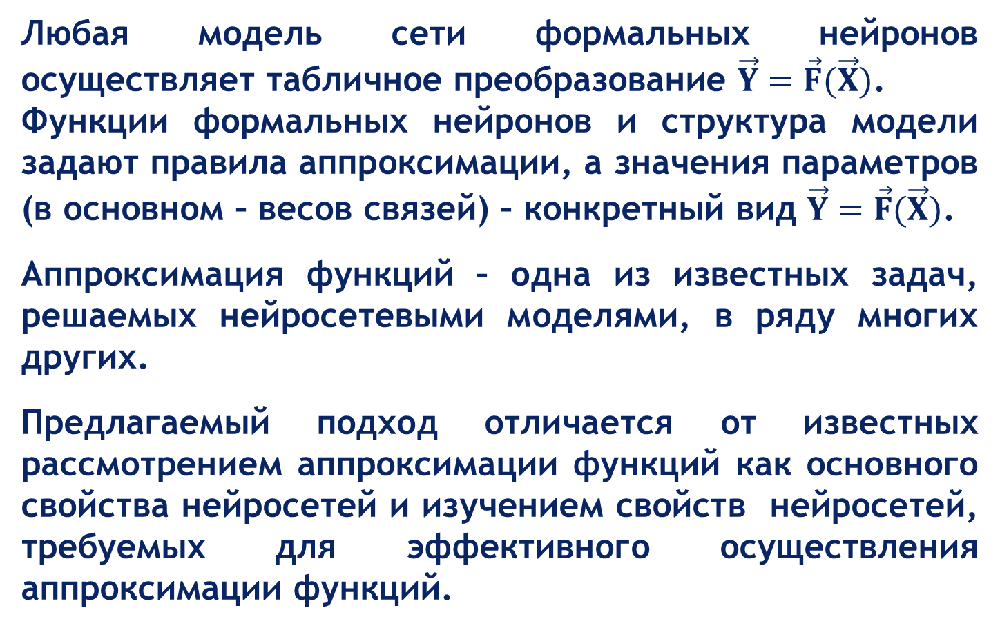 Любая модель сети формальных нейронов
осуществляет табличное преобразование $\vec{\mathbf{Y}} = \vec{\mathbf{F}}(\vec{\mathbf{X}})$.
Функции формальных нейронов и структура модели
задают правила аппроксимации, а значения параметров
(в основном – весов связей) – конкретный вид $\vec{\mathbf{Y}} = \vec{\mathbf{F}}(\vec{\mathbf{X}})$.
Аппроксимация функций – одна из известных задач,
решаемых нейросетевыми моделями, в ряду многих
других.
Предлагаемый подход отличается от известных
рассмотрением аппроксимации функций как основного
свойства нейросетей и изучением свойств нейросетей,
требуемых для эффективного осуществления
аппроксимации функций.